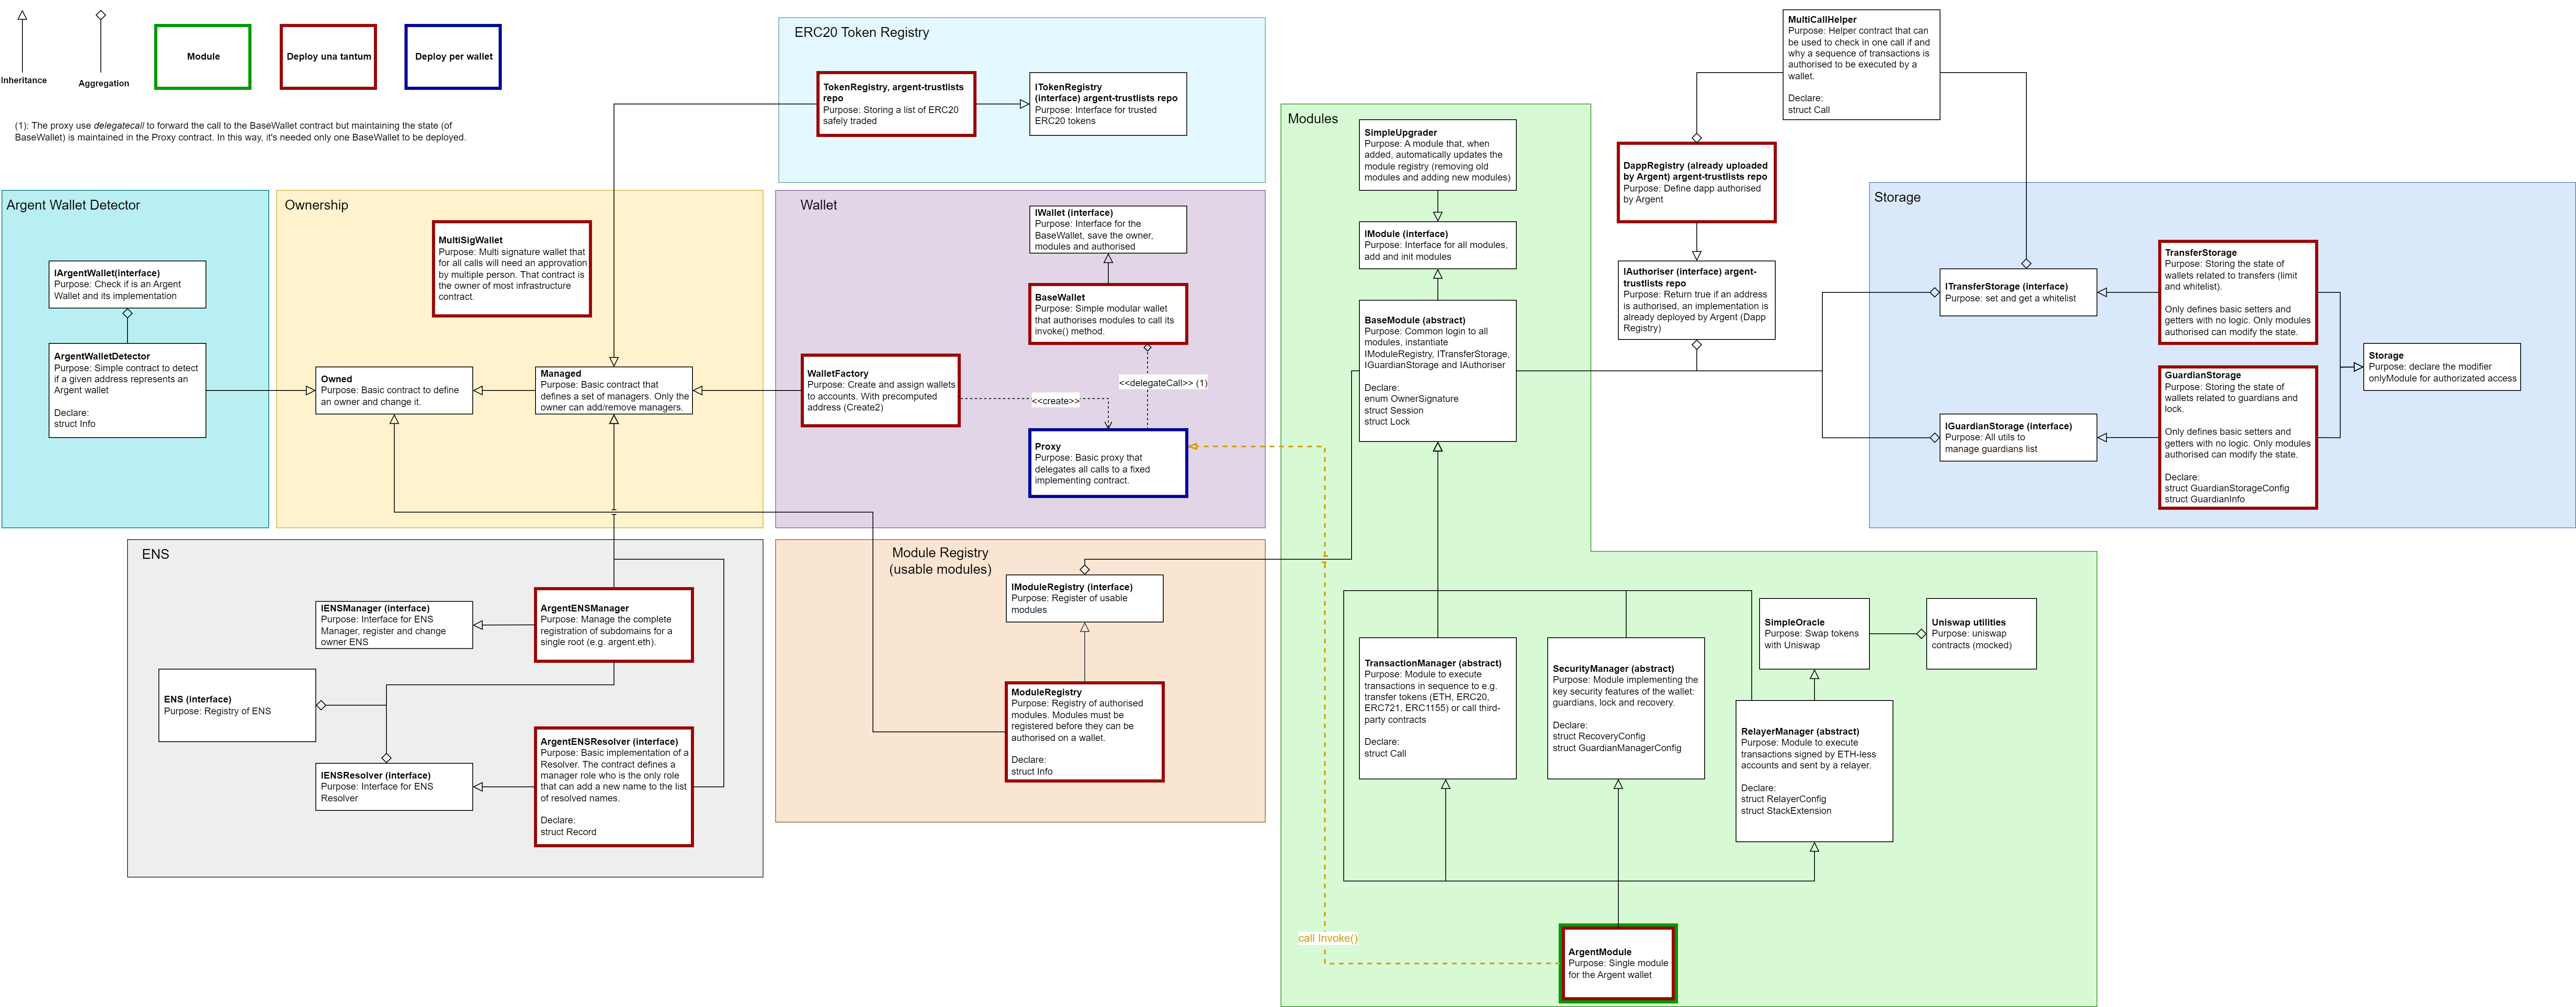 Inheritance
Aggregation
Module
Deploy una tantum
Deploy per wallet
(1): The proxy use delegatecall to forward the call to the BaseWallet contract but maintaining the state (of
BaseWallet) is maintained in the Proxy contract. In this way, it's needed only one BaseWallet to be deployed.
ERC20 Token Registry
TokenRegistry, argent-trustlists
repo
Purpose: Storing a list of ERC20
safely traded
ITokenRegistry
(interface) argent-trustlists repo
Purpose: Interface for trusted
ERC20 tokens
MultiCallHelper
Purpose: Helper contract that can
be used to check in one call if and
why a sequence of transactions is
authorised to be executed by a
wallet.
Declare:
struct Call
Argent Wallet Detector
IArgentWallet(interface)
Purpose: Check if is an Argent
Wallet and its implementation
ArgentWalletDetector
Purpose: Simple contract to detect
if a given address represents an
Argent wallet
Declare:
struct Info
Ownership
MultiSigWallet
Purpose: Multi signature wallet that
for all calls will need an approvation
by multiple person. That contract is
the owner of most infrastructure
contract.
Owned
Purpose: Basic contract to define
an owner and change it.
Managed
Purpose: Basic contract that
defines a set of managers. Only the
owner can add/remove managers.
Wallet
IWallet (interface)
Purpose: Interface for the
BaseWallet, save the owner,
modules and authorised
BaseWallet
Purpose: Simple modular wallet
that authorises modules to call its
invoke() method.
WalletFactory
Purpose: Create and assign wallets
to accounts. With precomputed
address (Create2)
<<delegateCall>> (1)
<<create>>
Proxy
Purpose: Basic proxy that
delegates all calls to a fixed
implementing contract.
Modules
SimpleUpgrader
Purpose: A module that, when
added, automatically updates the
module registry (removing old
modules and adding new modules)
IModule (interface)
Purpose: Interface for all modules,
add and init modules
BaseModule (abstract)
Purpose: Common login to all
modules, instantiate
IModuleRegistry, ITransferStorage,
IGuardianStorage and IAuthoriser
Declare:
enum OwnerSignature
struct Session
struct Lock
DappRegistry (already uploaded
by Argent) argent-trustlists repo
Purpose: Define dapp authorised
by Argent
IAuthoriser (interface) argent-
trustlists repo
Purpose: Return true if an address
is authorised, an implementation is
already deployed by Argent (Dapp
Registry)
Storage
ITransferStorage (interface)
Purpose: set and get a whitelist
IGuardianStorage (interface)
Purpose: All utils to
manage guardians list
TransferStorage
Purpose: Storing the state of
wallets related to transfers (limit
and whitelist).
Only defines basic setters and
getters with no logic. Only modules
authorised can modify the state.
GuardianStorage
Purpose: Storing the state of
wallets related to guardians and
lock.
Only defines basic setters and
getters with no logic. Only modules
authorised can modify the state.
Declare:
struct GuardianStorageConfig
struct GuardianInfo
Storage
Purpose: declare the modifier
onlyModule for authorizated access
ENS
IENSManager (interface)
Purpose: Interface for ENS
Manager, register and change
owner ENS
ArgentENSManager
Purpose: Manage the complete
registration of subdomains for a
single root (e.g. argent.eth).
ENS (interface)
Purpose: Registry of ENS
IENSResolver (interface)
Purpose: Interface for ENS
Resolver
ArgentENSResolver (interface)
Purpose: Basic implementation of a
Resolver. The contract defines a
manager role who is the only role
that can add a new name to the list
of resolved names.
Declare:
struct Record
Module Registry
(usable modules)
IModuleRegistry (interface)
Purpose: Register of usable
modules
ModuleRegistry
Purpose: Registry of authorised
modules. Modules must be
registered before they can be
authorised on a wallet.
Declare:
struct Info
TransactionManager (abstract)
Purpose: Module to execute
transactions in sequence to e.g.
transfer tokens (ETH, ERC20,
ERC721, ERC1155) or call third-
party contracts
Declare:
struct Call
SecurityManager (abstract)
Purpose: Module implementing the
key security features of the wallet:
guardians, lock and recovery.
Declare:
struct RecoveryConfig
struct GuardianManagerConfig
SimpleOracle
Purpose: Swap tokens
with Uniswap
Uniswap utilities
Purpose: uniswap
contracts (mocked)
RelayerManager (abstract)
Purpose: Module to execute
transactions signed by ETH-less
accounts and sent by a relayer.
Declare:
struct RelayerConfig
struct StackExtension
call Invoke()
ArgentModule
Purpose: Single module
for the Argent wallet